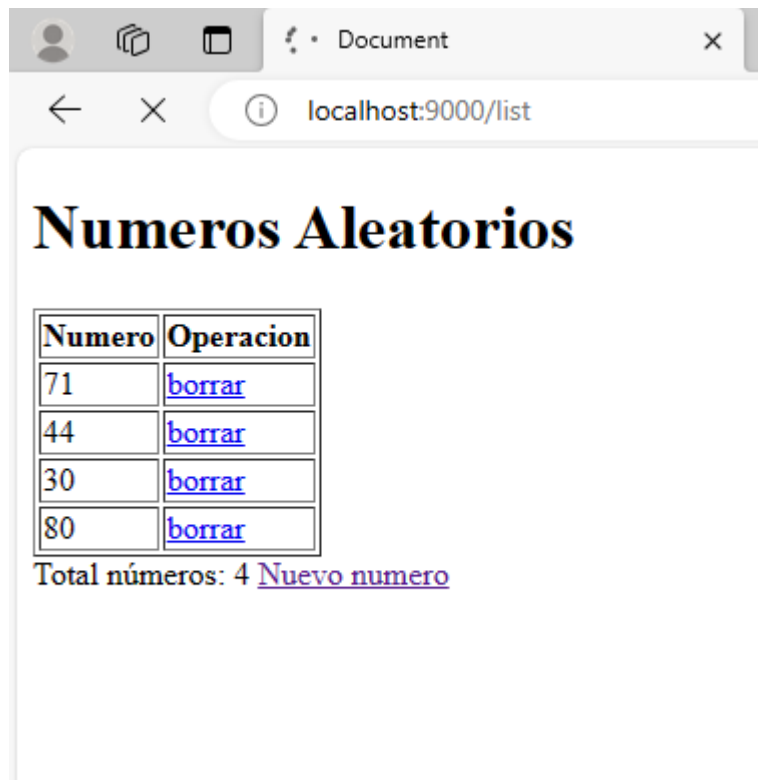 Document
localhost:9000/list
Numeros Aleatorios
Numero Operacion
71 borrar
44 borrar
30 borrar
80 borrar
Total números: 4 Nuevo numero